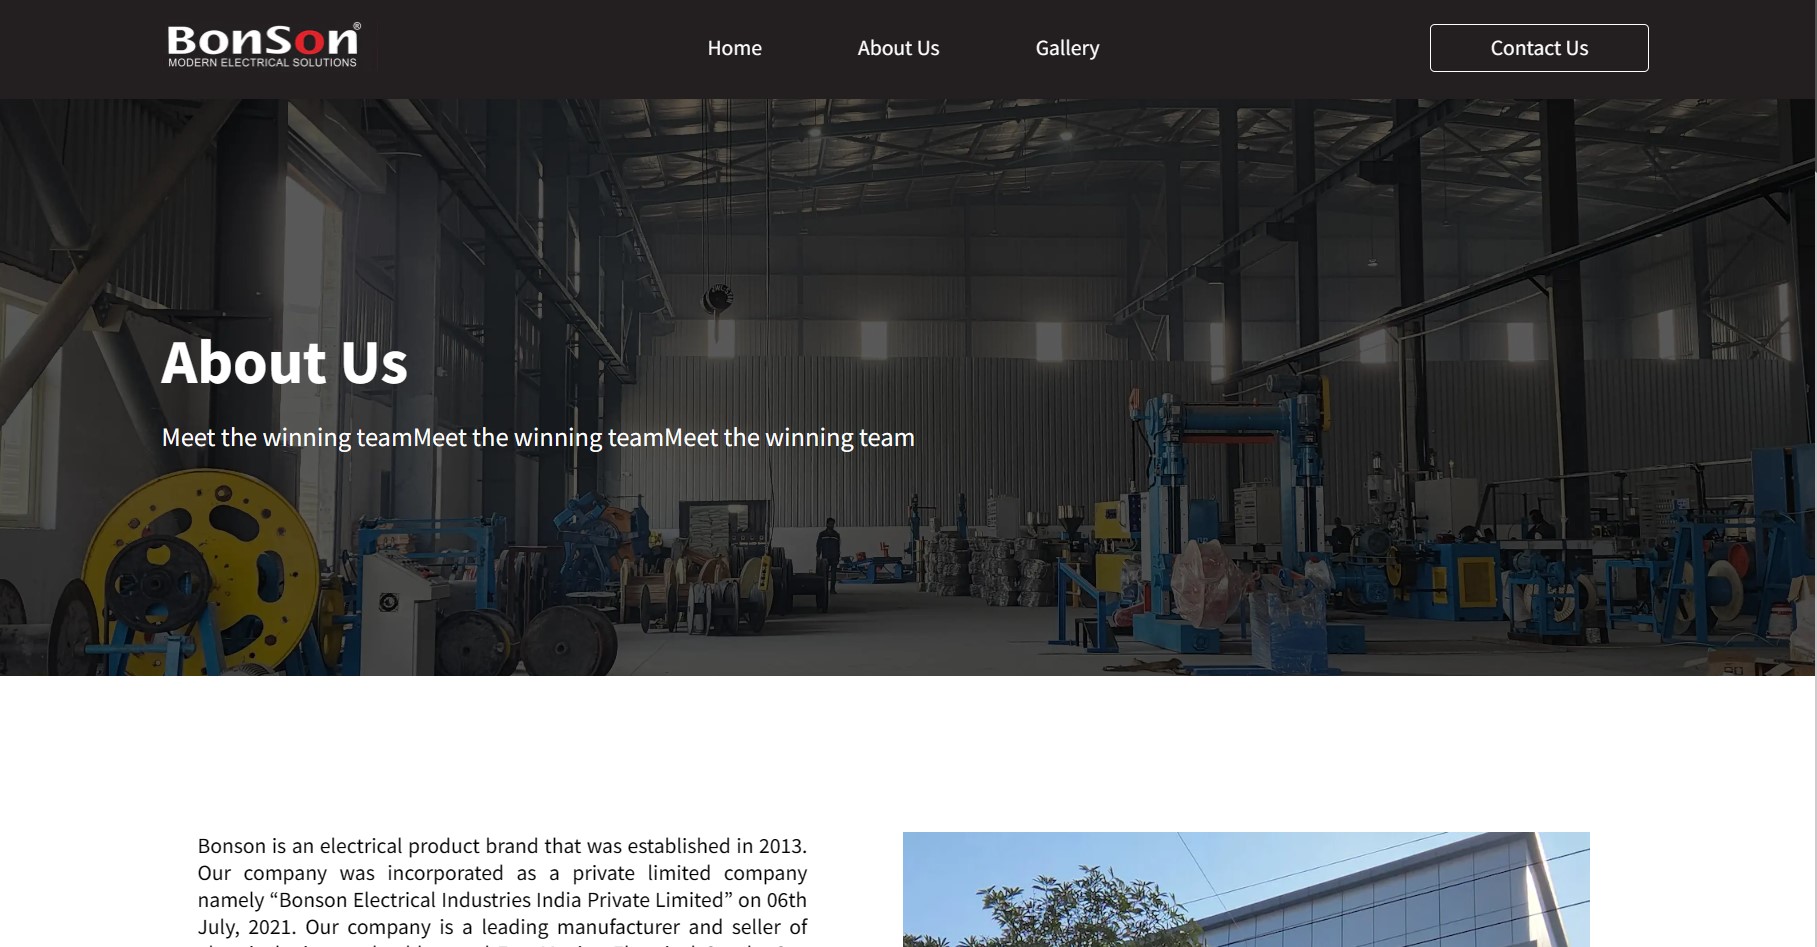 BonSon®
MODERN ELECTRICAL SOLUTIONS
Home
About Us
Gallery
Contact Us
About Us
Meet the winning teamMeet the winning teamMeet the winning team
Bonson is an electrical product brand that was established in 2013.
Our company was incorporated as a private limited company
namely “Bonson Electrical Industries India Private Limited” on 06th
July, 2021. Our company is a leading manufacturer and seller of